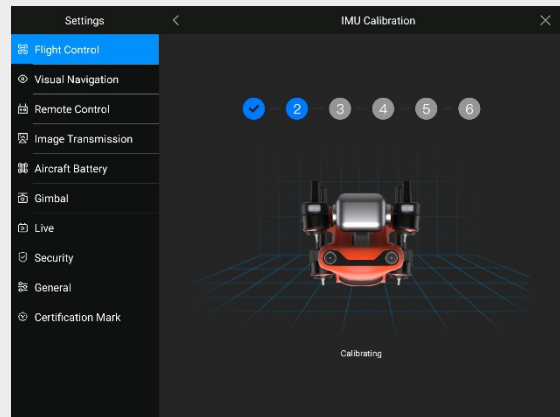 Settings
IMU Calibration
Flight Control
Visual Navigation
Remote Control
Image Transmission
Aircraft Battery
Gimbal
Live
Security
General
Certification Mark
2 3 4 5 6
Calibrating